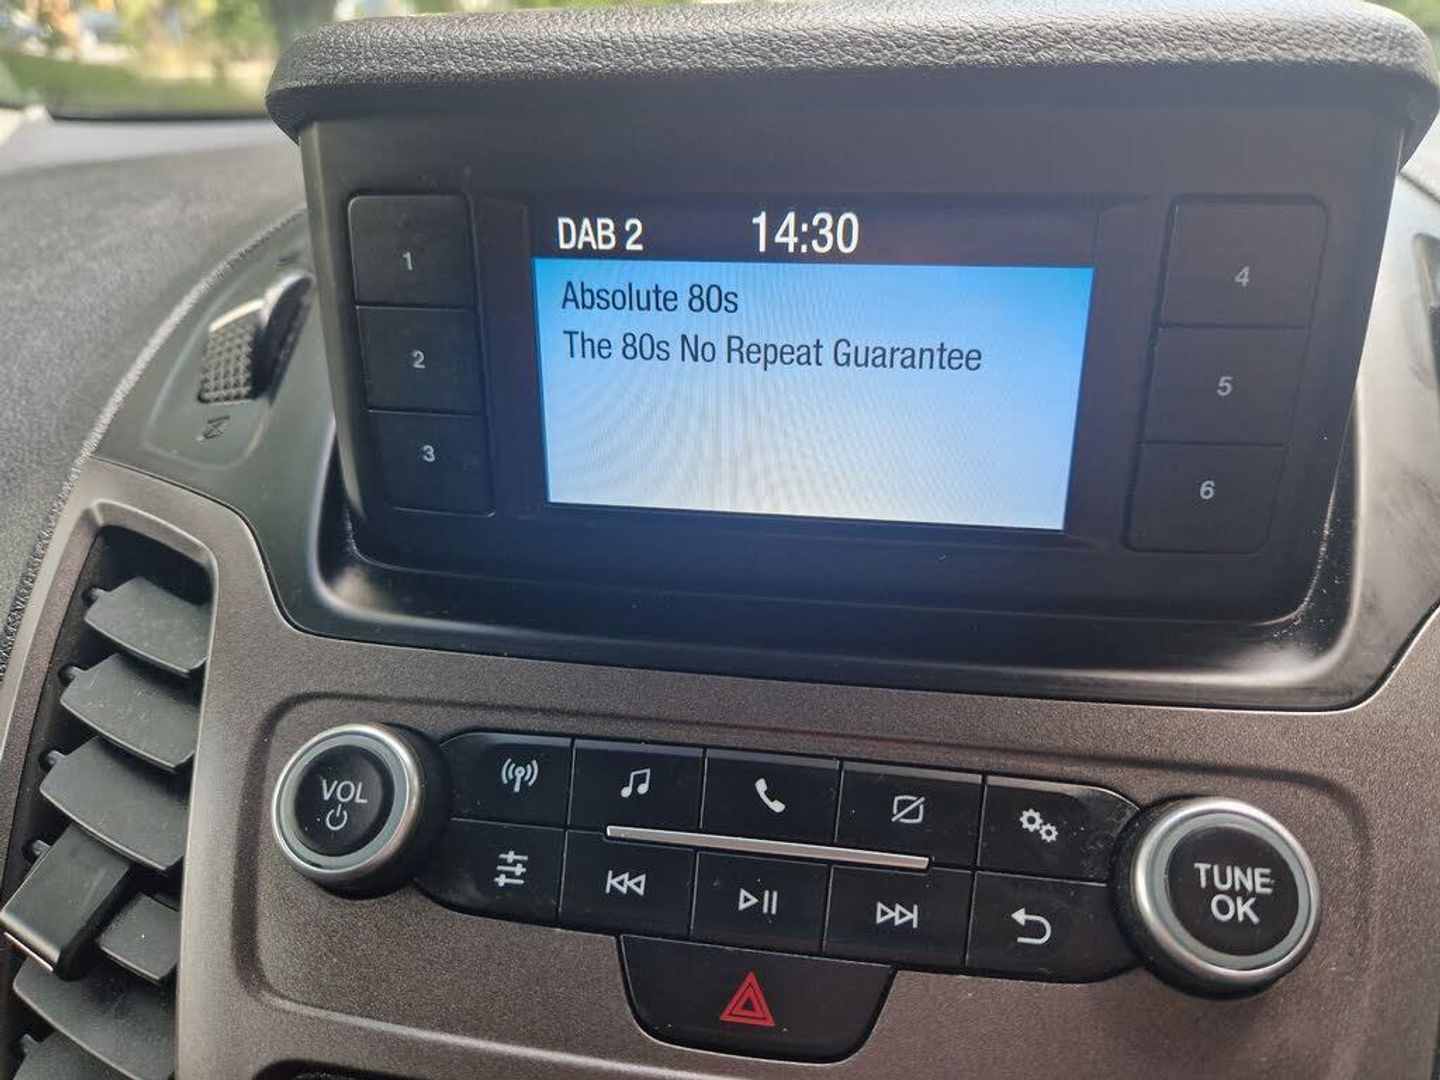 DAB 2 14:30
Absolute 80s
The 80s No Repeat Guarantee
1
2
3
4
5
6
VOL
TUNE
OK